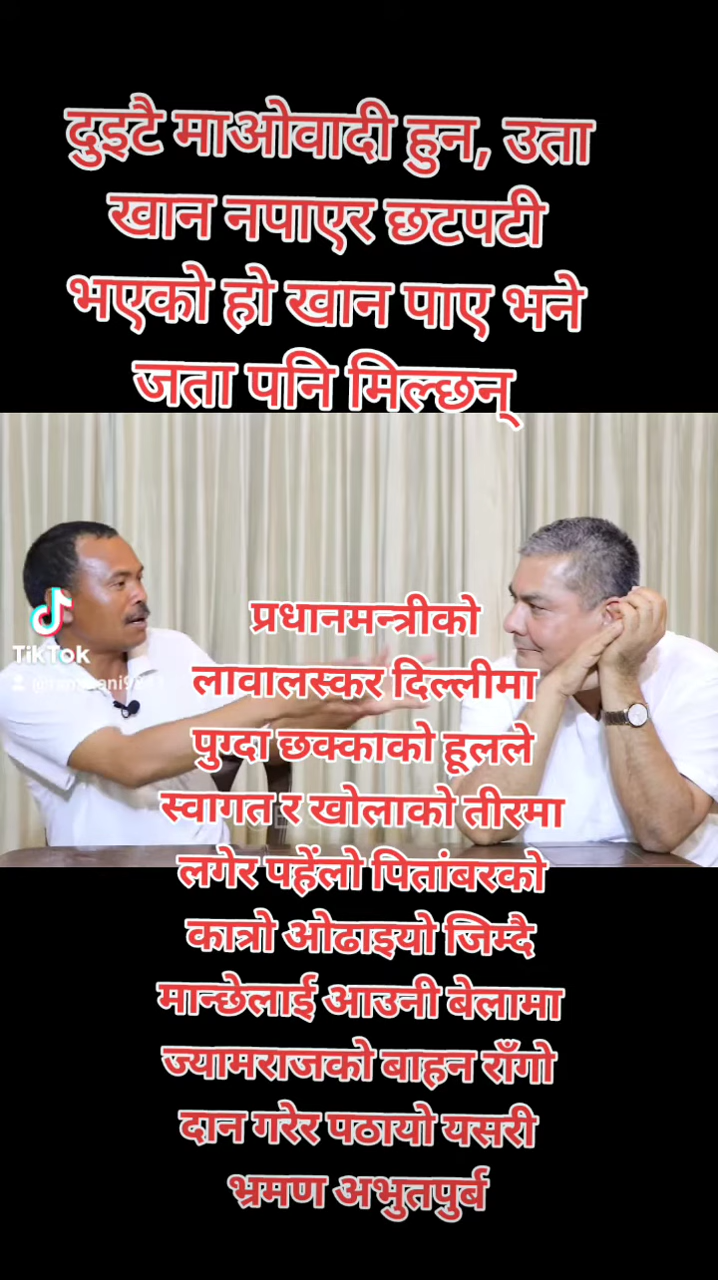 दुइटै माओवादी हुन, उता
खान नपाएर छटपटी
भएको हो खान पाए भने
जता पनि मिल्छन्
प्रधानमन्त्रीको
लावालस्कर दिल्लीमा
पुग्दा छक्काको हूलले
स्वागत र खोलाको तीरमा
लगेर पहेंलो पितांबरको
कात्रो ओढाइयो जिम्दै
मान्छेलाई आउनी बेलामा
ज्यामराजको बाहन राँगो
दान गरेर पठायो यसरी
भ्रमण अभुतपुर्ब
TikTok